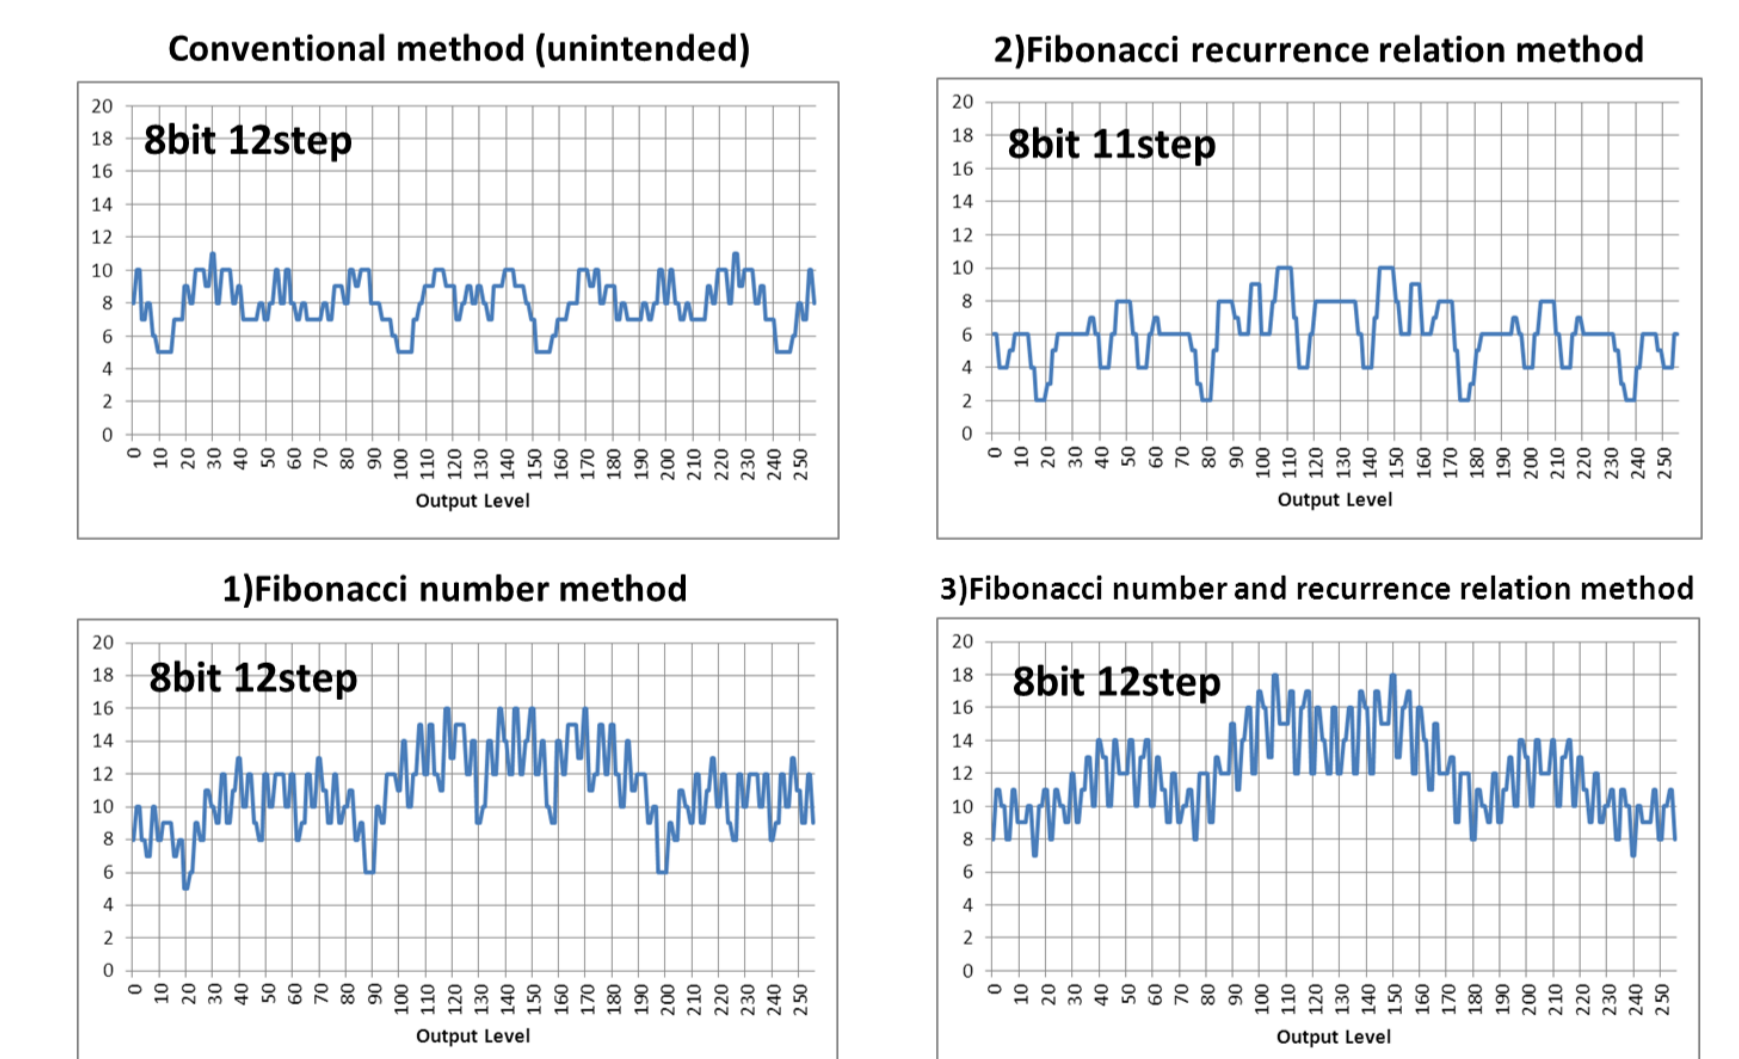 Conventional method (unintended)
20
18
16
14
12
10
8
6
4
2
0
8bit 12step
0 10 20 30 40 50 60 70 80 90 100 110 120 130 140 150 160 170 180 190 200 210 220 230 240 250
Output Level
2)Fibonacci recurrence relation method
20
18
16
14
12
10
8
6
4
2
0
8bit 11step
0 10 20 30 40 50 60 70 80 90 100 110 120 130 140 150 160 170 180 190 200 210 220 230 240 250
Output Level
1)Fibonacci number method
20
18
16
14
12
10
8
6
4
2
0
8bit 12step
0 10 20 30 40 50 60 70 80 90 100 110 120 130 140 150 160 170 180 190 200 210 220 230 240 250
Output Level
3)Fibonacci number and recurrence relation method
20
18
16
14
12
10
8
6
4
2
0
8bit 12step
0 10 20 30 40 50 60 70 80 90 100 110 120 130 140 150 160 170 180 190 200 210 220 230 240 250
Output Level